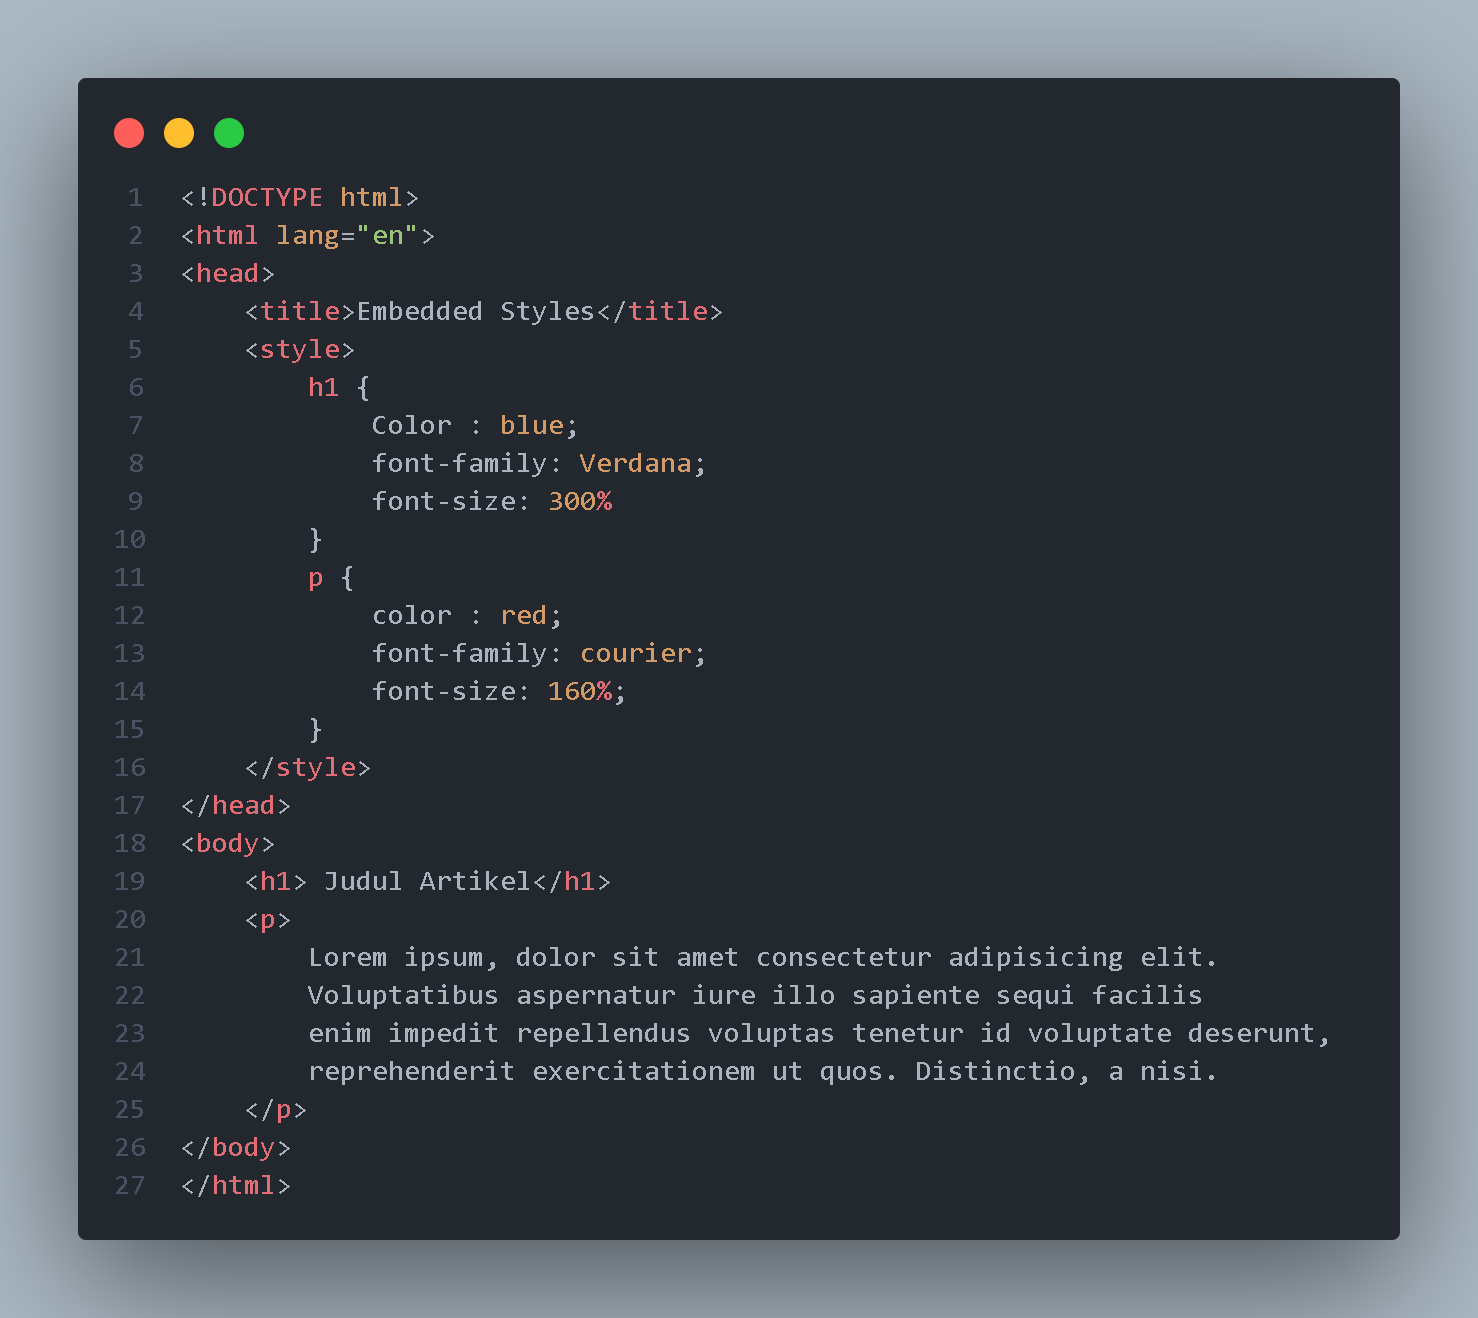 1 <!DOCTYPE html>
2 <html lang="en">
3 <head>
4     <title>Embedded Styles</title>
5     <style>
6         h1 {
7             Color : blue;
8             font-family: Verdana;
9             font-size: 300%
10         }
11         p {
12             color : red;
13             font-family: courier;
14             font-size: 160%;
15         }
16     </style>
17 </head>
18 <body>
19     <h1> Judul Artikel</h1>
20     <p>
21         Lorem ipsum, dolor sit amet consectetur adipisicing elit.
22         Voluptatibus aspernatur iure illo sapiente sequi facilis
23         enim impedit repellendus voluptas tenetur id voluptate deserunt,
24         reprehenderit exercitationem ut quos. Distinctio, a nisi.
25     </p>
26 </body>
27 </html>